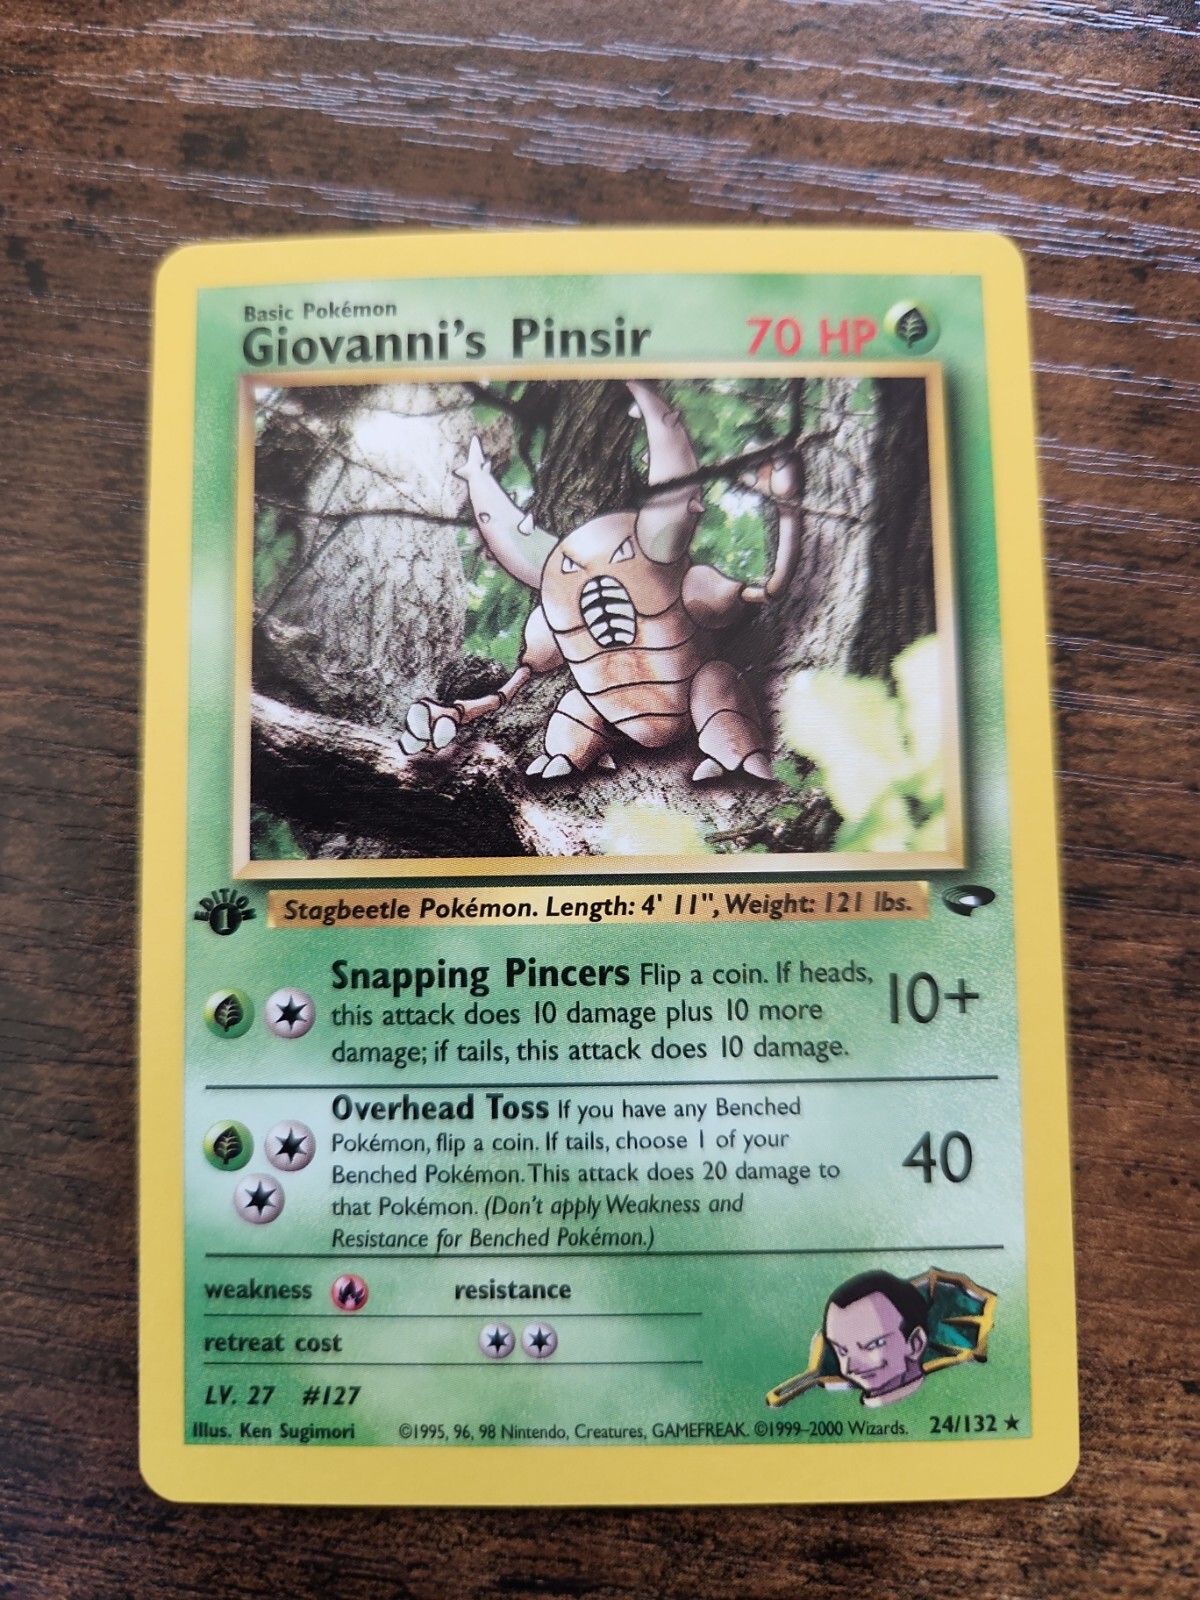 Basic Pokémon
Giovanni's Pinsir 70 HP
EDITION
1
Stagbeetle Pokémon. Length: 4' 11", Weight: 121 lbs.
Snapping Pincers Flip a coin. If heads,
this attack does 10 damage plus 10 more
damage; if tails, this attack does 10 damage.
10+
Overhead Toss If you have any Benched
Pokémon, flip a coin. If tails, choose 1 of your
Benched Pokémon. This attack does 20 damage to
that Pokémon. (Don't apply Weakness and
Resistance for Benched Pokémon.)
40
weakness resistance
retreat cost
LV. 27 #127
Illus. Ken Sugimori ©1995, 96, 98 Nintendo, Creatures, GAMEFREAK. ©1999–2000 Wizards. 24/132 ★